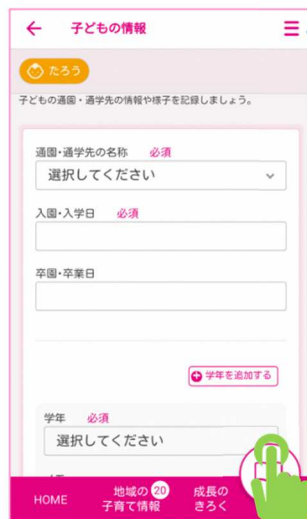 子どもの情報
たろう
子どもの通園・通学先の情報や様子を記録しましょう。
通園・通学先の名称 必須
選択してください
入園・入学日 必須
卒園・卒業日
学年を追加する
学年 必須
選択してください
HOME
地域の 20
子育て情報
成長の
きろく